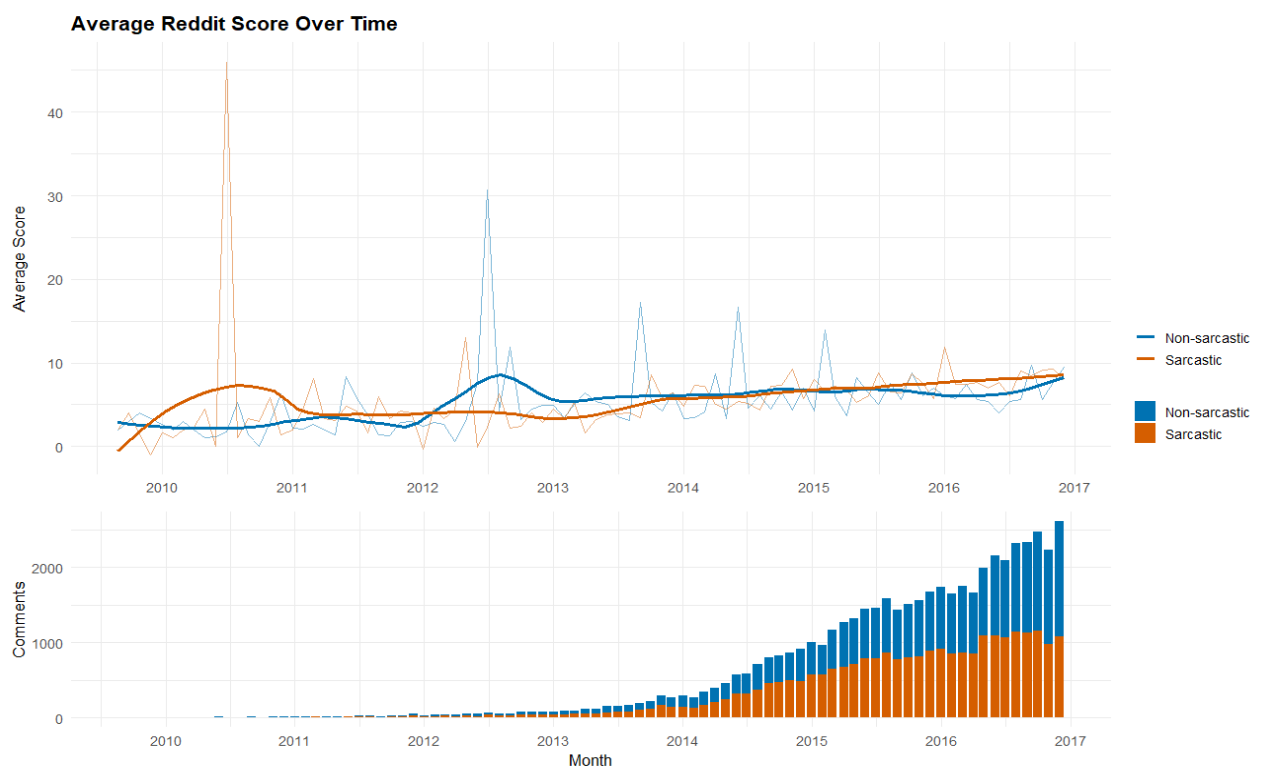 Average Reddit Score Over Time
Average Score
40
30
20
10
0
2010 2011 2012 2013 2014 2015 2016 2017
Non-sarcastic
Sarcastic
Non-sarcastic
Sarcastic
Comments
2000
1000
0
2010 2011 2012 2013 2014 2015 2016 2017
Month